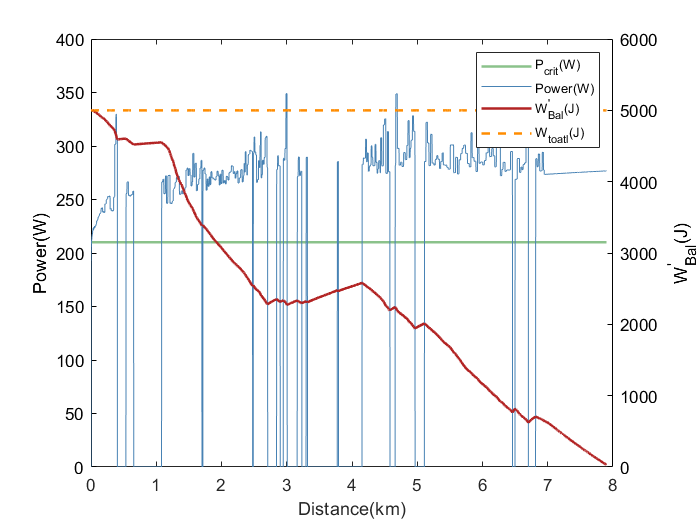 400
350
300
250
200
150
100
50
0
Power(W)
6000
5000
4000
3000
2000
1000
0
W'Bal(J)
Pcrit(W)
Power(W)
W'Bal(J)
Wtoatl(J)
0 1 2 3 4 5 6 7 8
Distance(km)